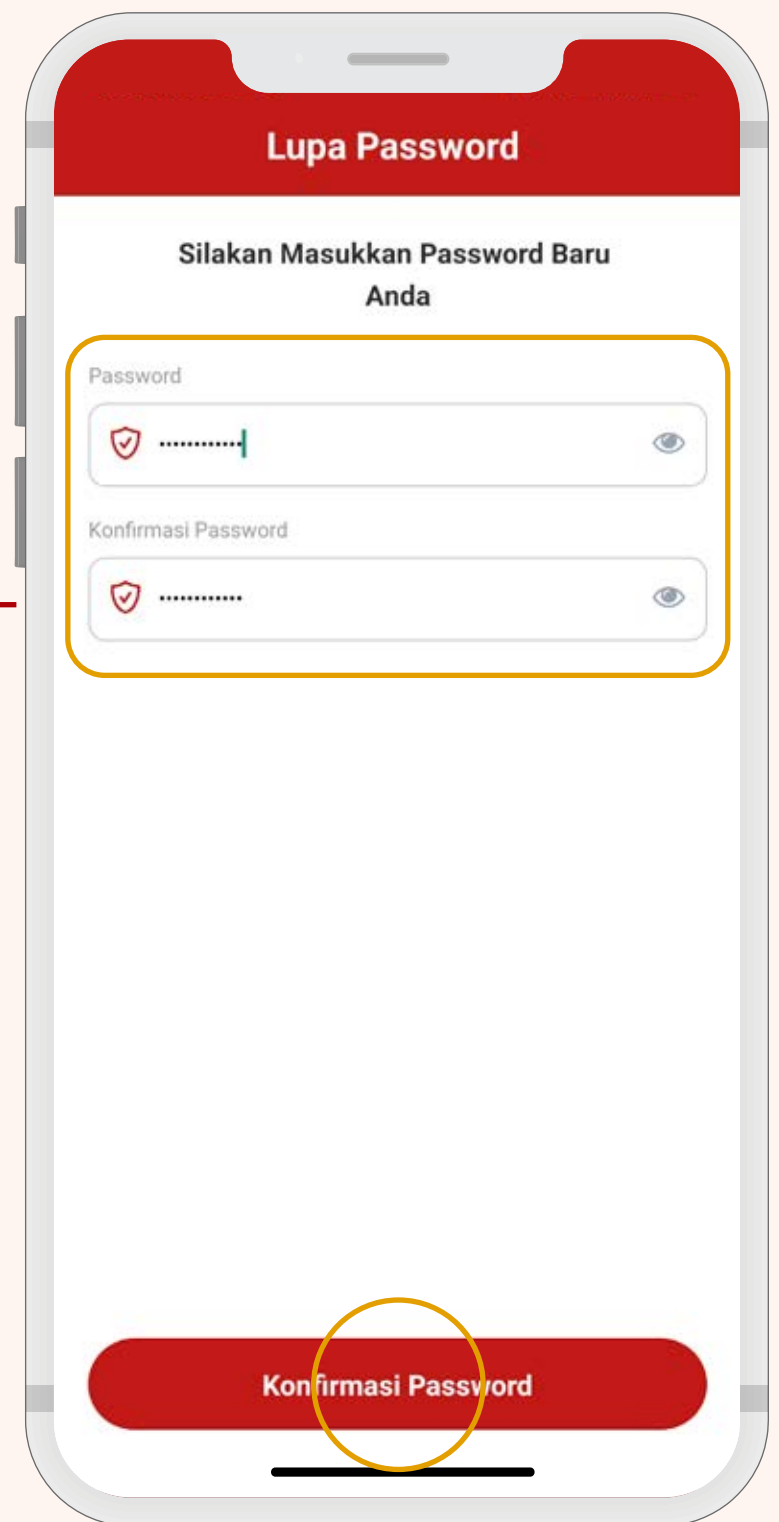 Lupa Password
Silakan Masukkan Password Baru
Anda
Password
............
Konfirmasi Password
............
Konfirmasi Password